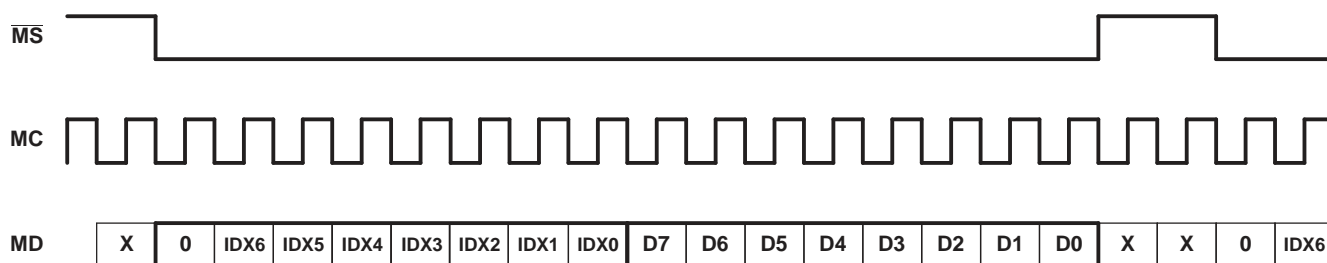 MS
MC
MD X 0 IDX6 IDX5 IDX4 IDX3 IDX2 IDX1 IDX0 D7 D6 D5 D4 D3 D2 D1 D0 X X 0 IDX6